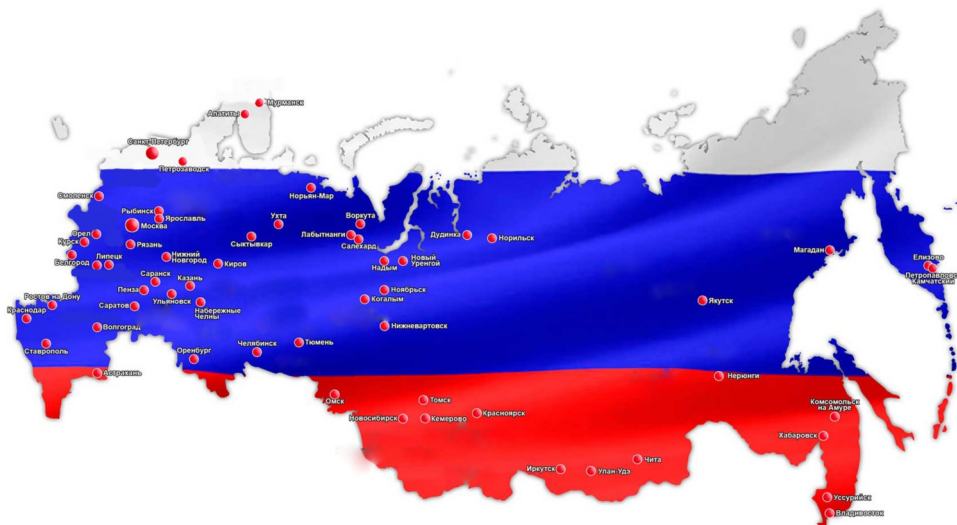 Мурманск
Апатиты
Санкт-Петербург
Петрозаводск
Смоленск
Норьян-Мар
Рыбинск
Ярославль
Москва
Ухта
Воркута
Орел
Курск
Рязань
Сыктывкар
Лабытнанги
Салехард
Дудинка
Норильск
Магадан
Белгород
Липецк
Нижний
Новгород
Киров
Надым
Новый
Уренгой
Елизово
Петропавловск
Камчатский
Саранск
Казань
Пенза
Ульяновск
Ноябрьск
Когалым
Якутск
Ростов на Дону
Саратов
Набережные
Челны
Краснодар
Волгоград
Нижневартовск
Ставрополь
Оренбург
Челябинск
Тюмень
Астрахань
Нерюнги
Омск
Томск
Новосибирск
Кемерово
Красноярск
Комсомольск
на Амуре
Хабаровск
Иркутск
Улан-Удэ
Чита
Уссурийск
Владивосток